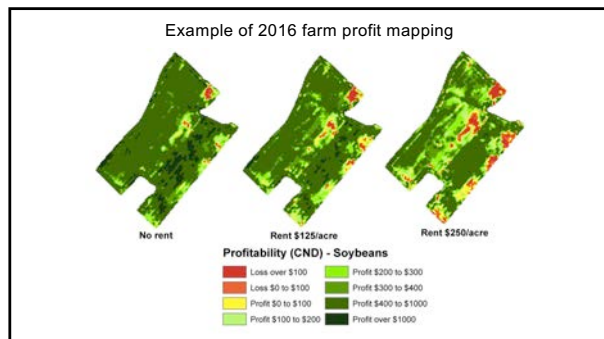 Example of 2016 farm profit mapping
No rent
Rent $125/acre
Rent $250/acre
Profitability (CND) - Soybeans
Loss over $100
Profit $200 to $300
Loss $0 to $100
Profit $300 to $400
Profit $0 to $100
Profit $400 to $1000
Profit $100 to $200
Profit over $1000